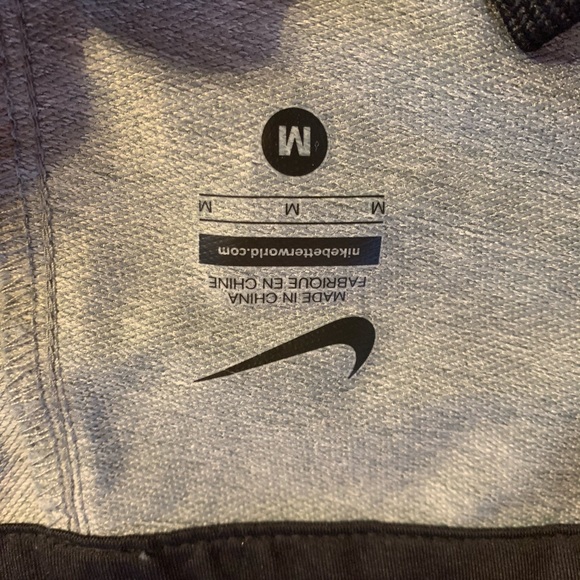 MADE IN CHINA
FABRIQUE EN CHINE
nikebetterworld.com
M M M
M